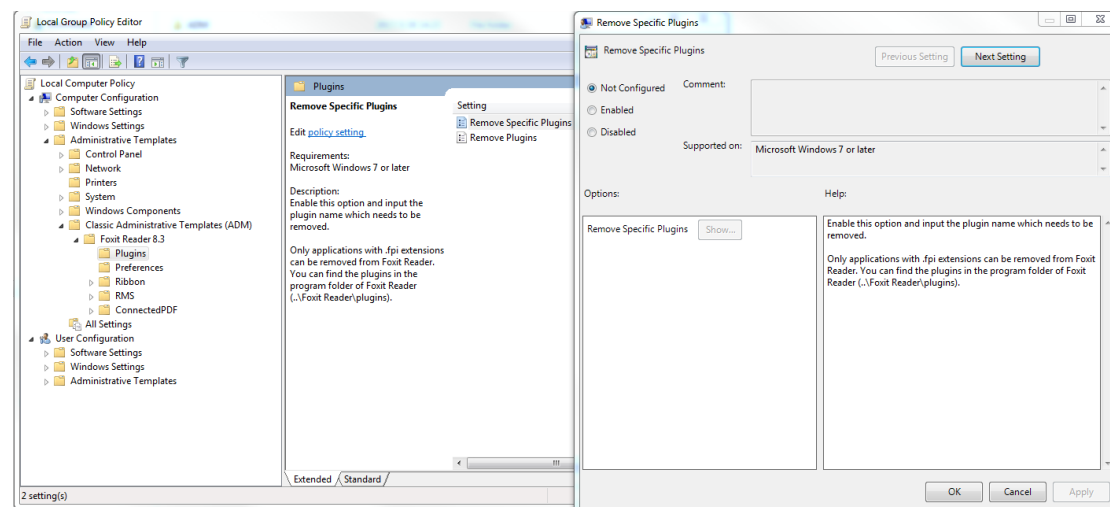 Local Group Policy Editor
File Action View Help
Local Computer Policy
Computer Configuration
Software Settings
Windows Settings
Administrative Templates
Control Panel
Network
Printers
System
Windows Components
Classic Administrative Templates (ADM)
Foxit Reader 8.3
Plugins
Preferences
Ribbon
RMS
ConnectedPDF
All Settings
User Configuration
Software Settings
Windows Settings
Administrative Templates
Plugins
Remove Specific Plugins
Edit policy setting
Requirements:
Microsoft Windows 7 or later
Description:
Enable this option and input the
plugin name which needs to be
removed.
Only applications with .fpi extensions
can be removed from Foxit Reader.
You can find the plugins in the
program folder of Foxit Reader
(..\Foxit Reader\plugins).
Setting
Remove Specific Plugins
Remove Plugins
Extended Standard
2 setting(s)
Remove Specific Plugins
Remove Specific Plugins
Previous Setting Next Setting
Not Configured
Enabled
Disabled
Comment:
Supported on:
Microsoft Windows 7 or later
Options:
Help:
Remove Specific Plugins Show...
Enable this option and input the plugin name which needs to be
removed.
Only applications with .fpi extensions can be removed from Foxit
Reader. You can find the plugins in the program folder of Foxit
Reader (..\Foxit Reader\plugins).
OK Cancel Apply